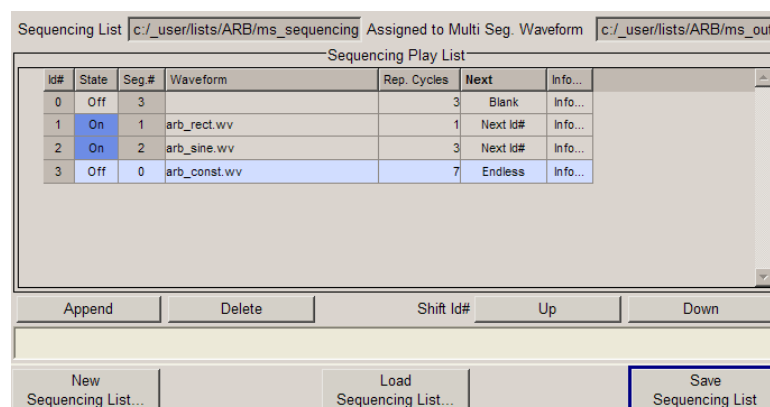 Sequencing List c:/_user/lists/ARB/ms_sequencing Assigned to Multi Seg. Waveform c:/_user/lists/ARB/ms_out
Sequencing Play List
Id# State Seg.# Waveform Rep. Cycles Next Info...
0 Off 3 3 Blank Info...
1 On 1 arb_rect.wv 1 Next Id# Info...
2 On 2 arb_sine.wv 3 Next Id# Info...
3 Off 0 arb_const.wv 7 Endless Info...
Append Delete Shift Id# Up Down
New Load Save
Sequencing List... Sequencing List... Sequencing List